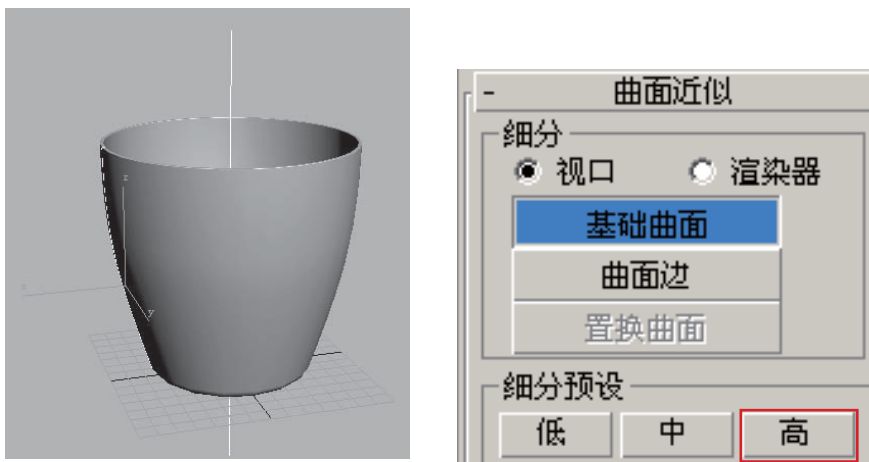 z
x
y
- 曲面近似
细分
视口 渲染器
基础曲面
曲面边
置换曲面
细分预设
低 中 高